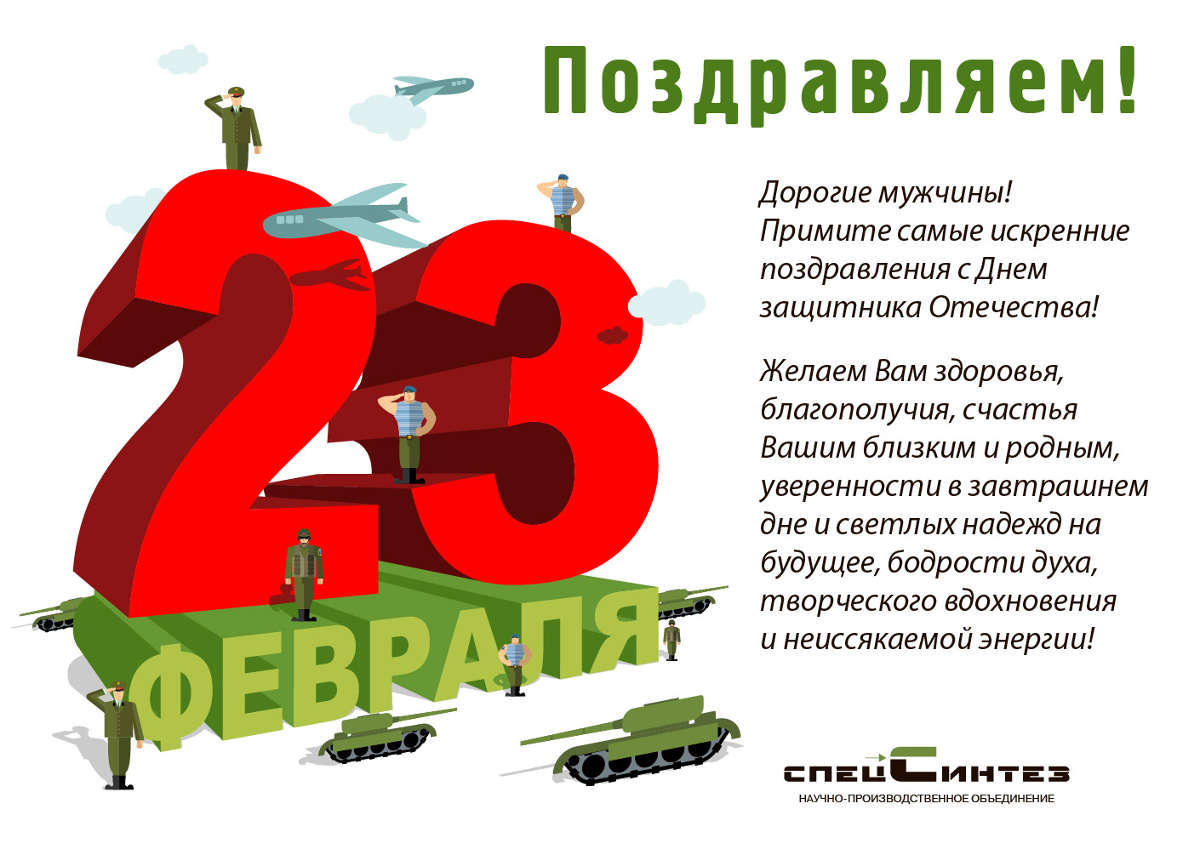 Поздравляем!
23
ФЕВРАЛЯ
Дорогие мужчины!
Примите самые искренние
поздравления с Днем
защитника Отечества!
Желаем Вам здоровья,
благополучия, счастья
Вашим близким и родным,
уверенности в завтрашнем
дне и светлых надежд на
будущее, бодрости духа,
творческого вдохновения
и неиссякаемой энергии!
СПЕЦСИНТЕЗ
НАУЧНО-ПРОИЗВОДСТВЕННОЕ ОБЪЕДИНЕНИЕ